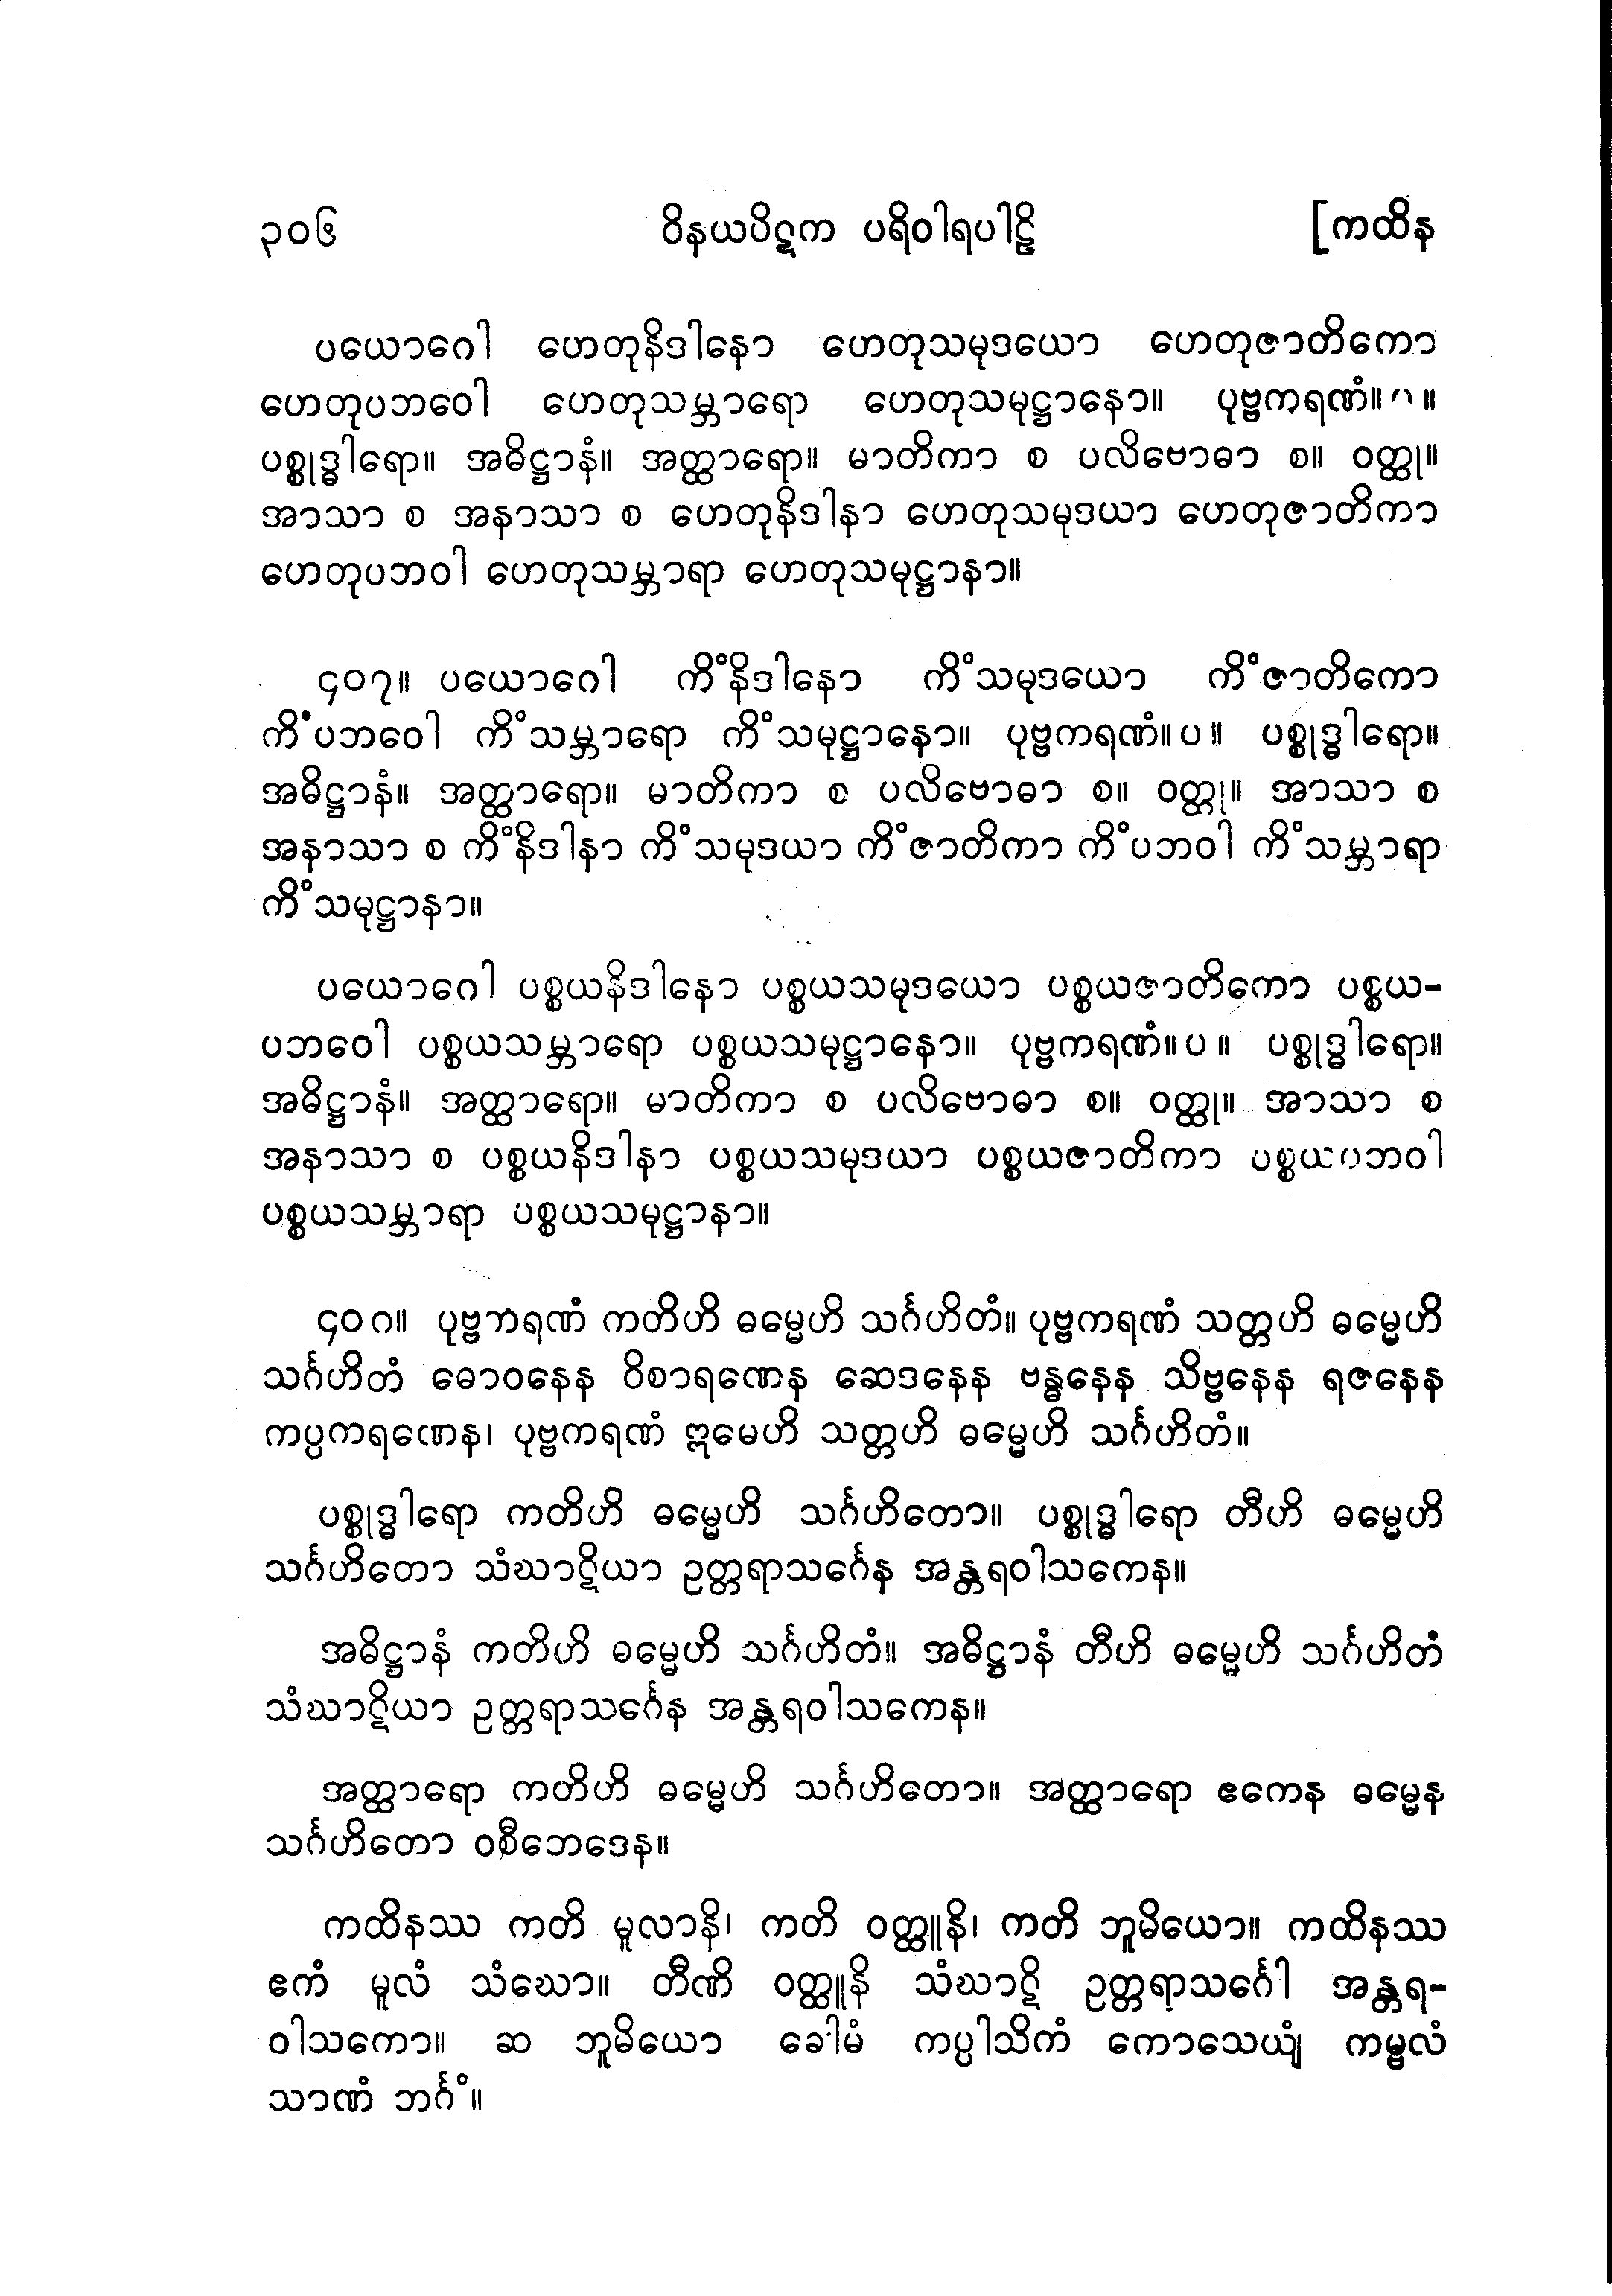 ၃၀၆ ဝိနယပိဋက ပရိဝါရပါဠိ [ကထိန
ပယောဂေါ ဟေတုနိဒါနော ဟေတုသမုဒယော ဟေတုဇာတိကော
ဟေတုပဘဝေါ ဟေတုသမ္ဘာရော ဟေတုသမုဋ္ဌာနော။ ပုဗ္ဗကရဏံ။ ပ ။
ပစ္စုဒ္ဓါရော။ အဓိဋ္ဌာနံ။ အတ္ထာရော။ မာတိကာ စ ပလိဗောဓာ စ။ ဝတ္ထု။
အာသာ စ အနာသာ စ ဟေတုနိဒါနာ ဟေတုသမုဒယာ ဟေတုဇာတိကာ
ဟေတုပဘဝါ ဟေတုသမ္ဘာရာ ဟေတုသမုဋ္ဌာနာ။
၄၀၇။ ပယောဂေါ ကိံနိဒါနော ကိံသမုဒယော ကိံဇာတိကော
ကိံပဘဝေါ ကိံသမ္ဘာရော ကိံသမုဋ္ဌာနော။ ပုဗ္ဗကရဏံ။ ပ ။ ပစ္စုဒ္ဓါရော။
အဓိဋ္ဌာနံ။ အတ္ထာရော။ မာတိကာ စ ပလိဗောဓာ စ။ ဝတ္ထု။ အာသာ စ
အနာသာ စ ကိံနိဒါနာ ကိံသမုဒယာ ကိံဇာတိကာ ကိံပဘဝါ ကိံသမ္ဘာရာ
ကိံသမုဋ္ဌာနာ။
ပယောဂေါ ပစ္စယနိဒါနော ပစ္စယသမုဒယော ပစ္စယဇာတိကော ပစ္စယ-
ပဘဝေါ ပစ္စယသမ္ဘာရော ပစ္စယသမုဋ္ဌာနော။ ပုဗ္ဗကရဏံ။ ပ ။ ပစ္စုဒ္ဓါရော။
အဓိဋ္ဌာနံ။ အတ္ထာရော။ မာတိကာ စ ပလိဗောဓာ စ။ ဝတ္ထု။ အာသာ စ
အနာသာ စ ပစ္စယနိဒါနာ ပစ္စယသမုဒယာ ပစ္စယဇာတိကာ ပစ္စယပဘဝါ
ပစ္စယသမ္ဘာရာ ပစ္စယသမုဋ္ဌာနာ။
၄၀၈။ ပုဗ္ဗကရဏံ ကတိဟိ ဓမ္မေဟိ သင်္ဂဟိတံ။ ပုဗ္ဗကရဏံ သတ္တဟိ ဓမ္မေဟိ
သင်္ဂဟိတံ ဓောဝနေန ဝိစာရဏေန ဆေဒနေန ဗန္ဓနေန သိဗ္ဗနေန ရဇနေန
ကပ္ပကရဏေန၊ ပုဗ္ဗကရဏံ ဣမေဟိ သတ္တဟိ ဓမ္မေဟိ သင်္ဂဟိတံ။
ပစ္စုဒ္ဓါရော ကတိဟိ ဓမ္မေဟိ သင်္ဂဟိတော။ ပစ္စုဒ္ဓါရော တီဟိ ဓမ္မေဟိ
သင်္ဂဟိတော သံဃာဋိယာ ဥတ္တရာသင်္ဂေန အန္တရဝါသကေန။
အဓိဋ္ဌာနံ ကတိဟိ ဓမ္မေဟိ သင်္ဂဟိတံ။ အဓိဋ္ဌာနံ တီဟိ ဓမ္မေဟိ သင်္ဂဟိတံ
သံဃာဋိယာ ဥတ္တရာသင်္ဂေန အန္တရဝါသကေန။
အတ္ထာရော ကတိဟိ ဓမ္မေဟိ သင်္ဂဟိတော။ အတ္ထာရော ဧကေန ဓမ္မေန
သင်္ဂဟိတော ဝစီဘေဒေန။
ကထိနဿ ကတိ မူလာနိ၊ ကတိ ဝတ္ထူနိ၊ ကတိ ဘူမိယော။ ကထိနဿ
ဧကံ မူလံ သံဃော။ တီဏိ ဝတ္ထူနိ သံဃာဋိ ဥတ္တရာသင်္ဂေါ အန္တရ-
ဝါသကော။ ဆ ဘူမိယော ခေါမံ ကပ္ပါသိကံ ကောသေယျံ ကမ္ဗလံ
သာဏံ ဘင်္ဂံ။